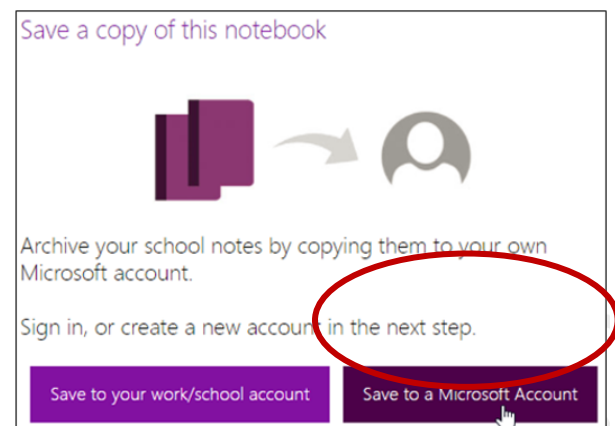 Save a copy of this notebook
Archive your school notes by copying them to your own
Microsoft account.
Sign in, or create a new account in the next step.
Save to your work/school account
Save to a Microsoft Account